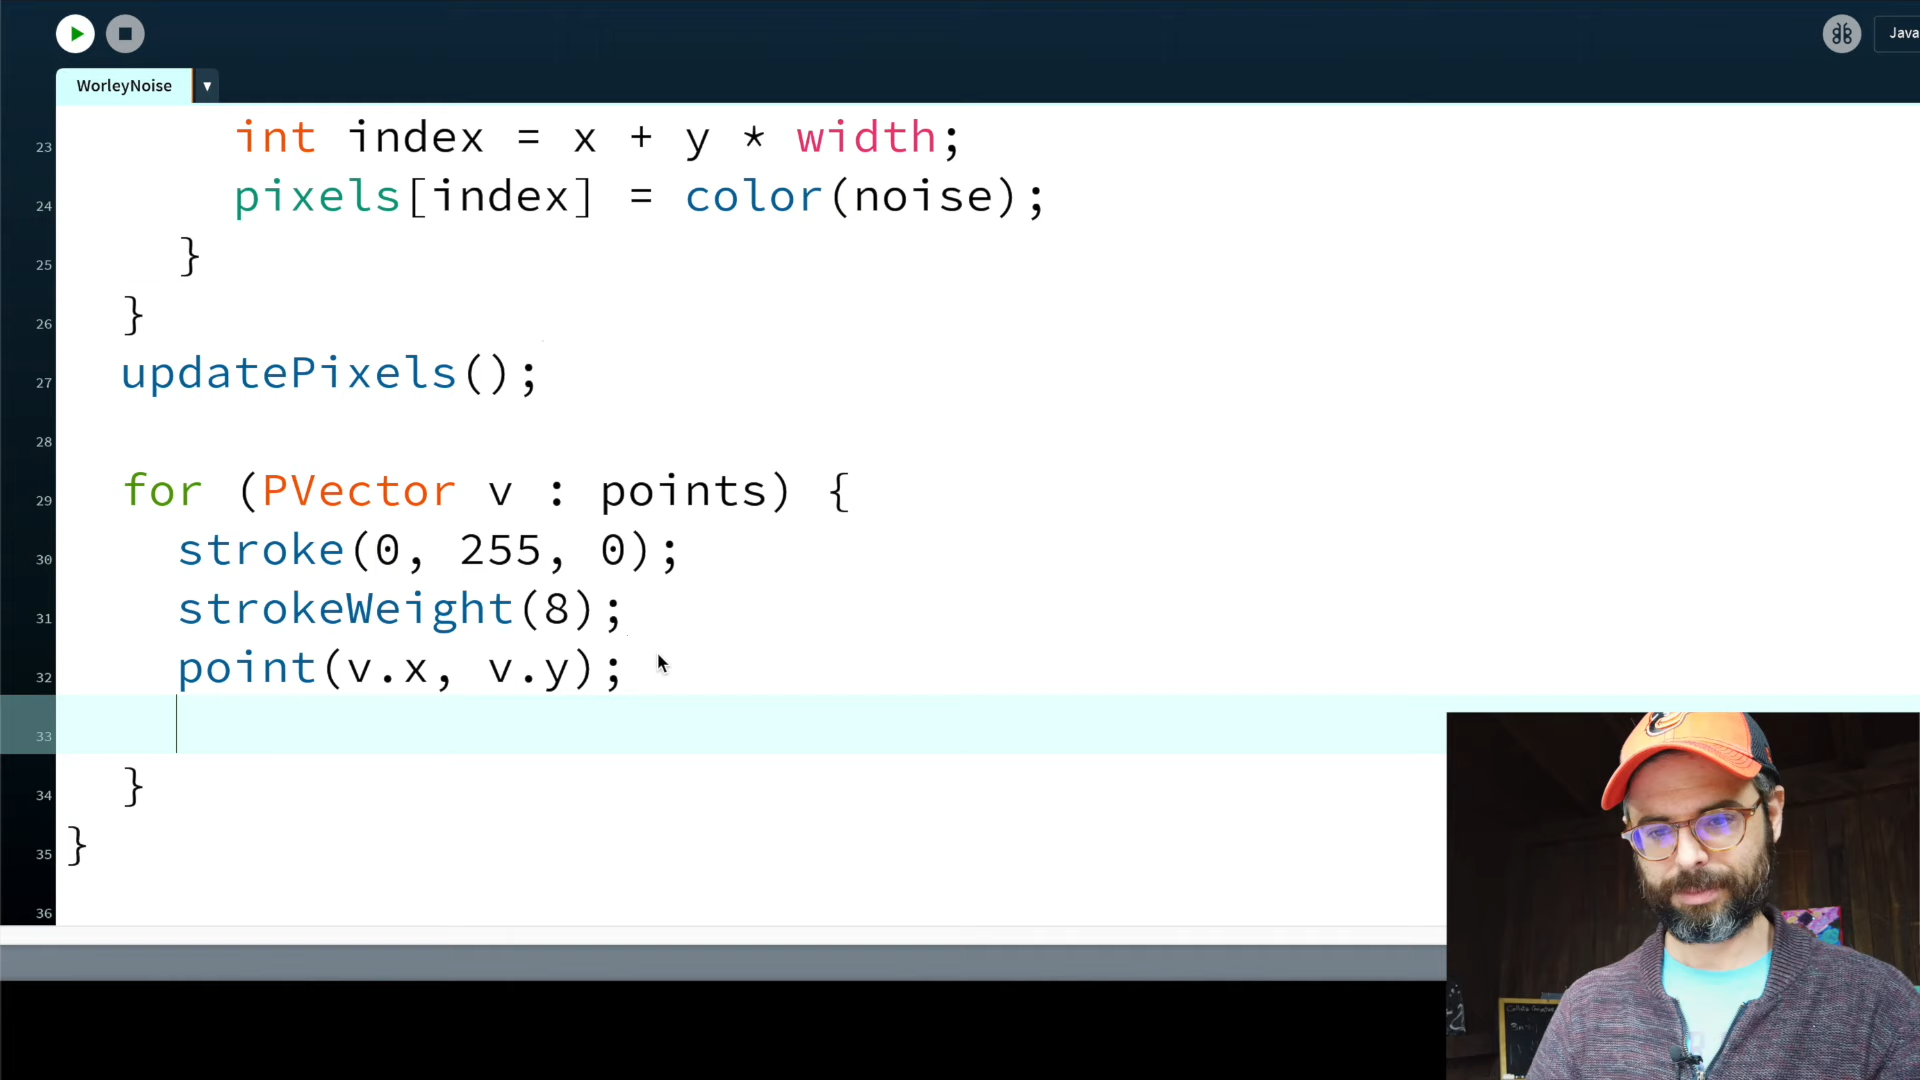 Java
WorleyNoise
23 int index = x + y * width;
24 pixels[index] = color(noise);
25 }
26 }
27 updatePixels();
28
29 for (PVector v : points) {
30 stroke(0, 255, 0);
31 strokeWeight(8);
32 point(v.x, v.y);
33
34 }
35 }
36